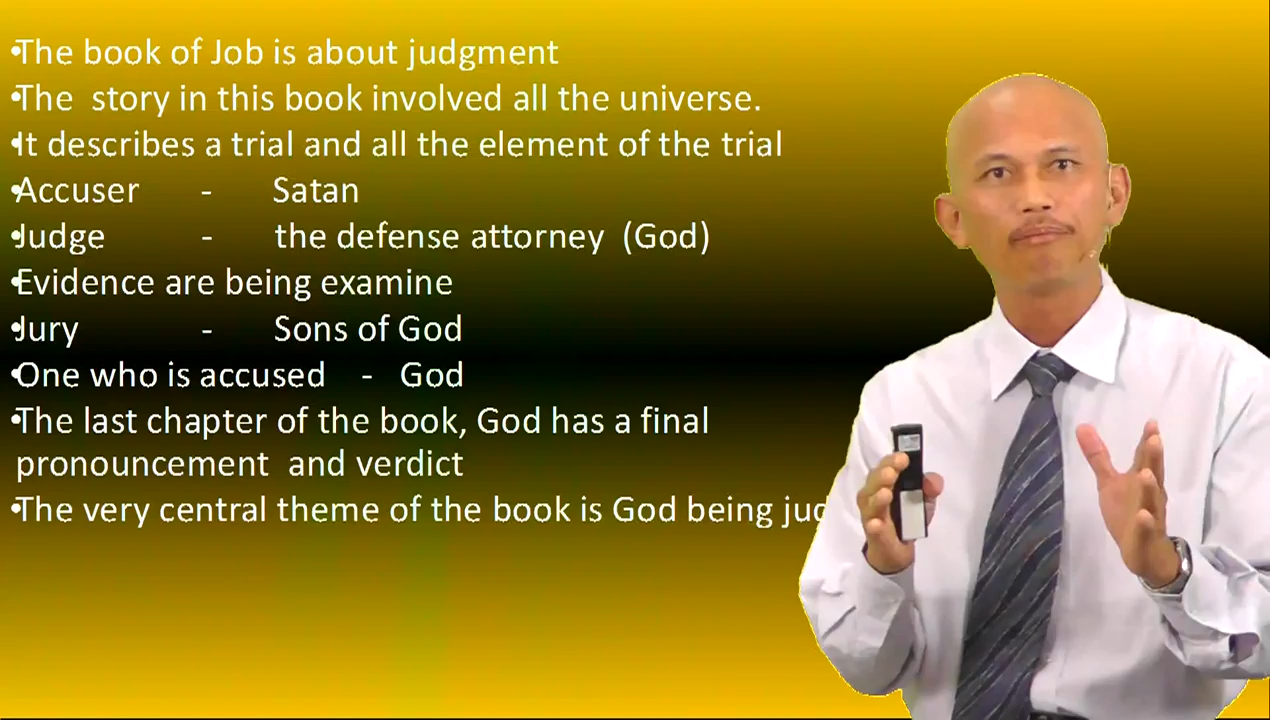 •The book of Job is about judgment
•The story in this book involved all the universe.
•It describes a trial and all the element of the trial
•Accuser - Satan
•Judge - the defense attorney (God)
•Evidence are being examine
•Jury - Sons of God
•One who is accused - God
•The last chapter of the book, God has a final
pronouncement and verdict
•The very central theme of the book is God being